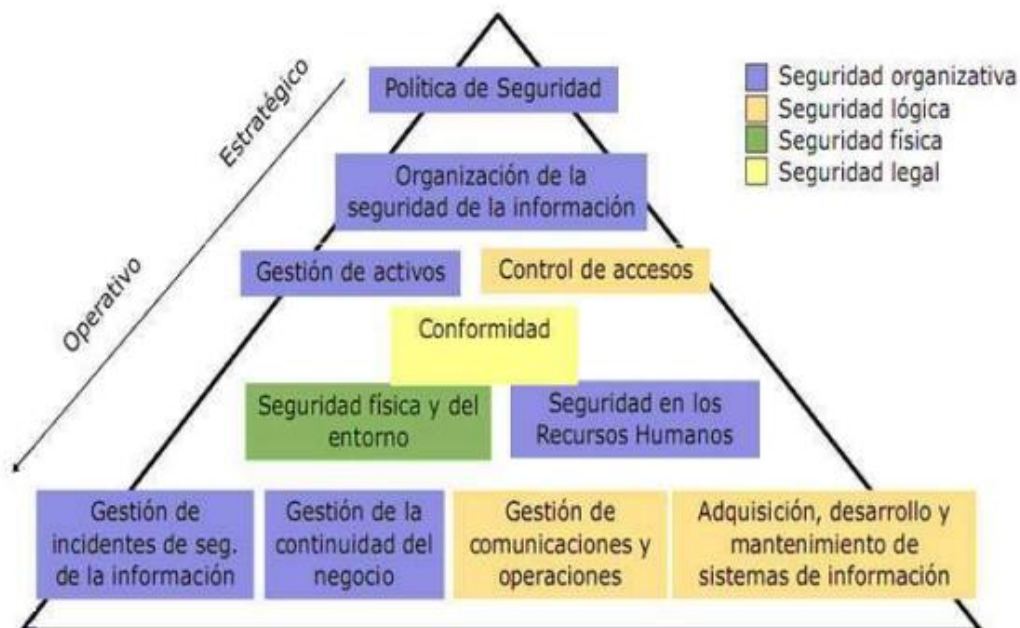 Política de Seguridad
Seguridad organizativa
Seguridad lógica
Seguridad física
Seguridad legal
Estratégico
Operativo
Organización de la
seguridad de la información
Gestión de activos
Control de accesos
Conformidad
Seguridad física y del
entorno
Seguridad en los
Recursos Humanos
Gestión de
incidentes de seg.
de la información
Gestión de la
continuidad del
negocio
Gestión de
comunicaciones y
operaciones
Adquisición, desarrollo y
mantenimiento de
sistemas de información